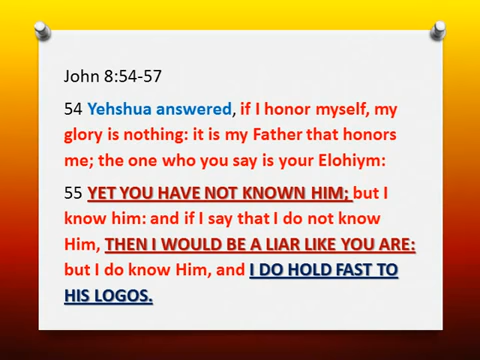 John 8:54-57
54 Yehshua answered, if I honor myself, my
glory is nothing: it is my Father that honors
me; the one who you say is your Elohiym:
55 YET YOU HAVE NOT KNOWN HIM; but I
know him: and if I say that I do not know
Him, THEN I WOULD BE A LIAR LIKE YOU ARE:
but I do know Him, and I DO HOLD FAST TO
HIS LOGOS.